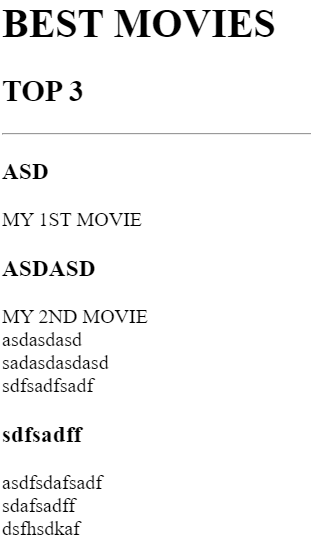 BEST MOVIES
TOP 3
ASD
MY 1ST MOVIE
ASDASD
MY 2ND MOVIE
asdasdasd
sadasdasdasd
sdfsadfsadf
sdfsadff
asdfsdafsadf
sdafsadff
dsfhsdkaf